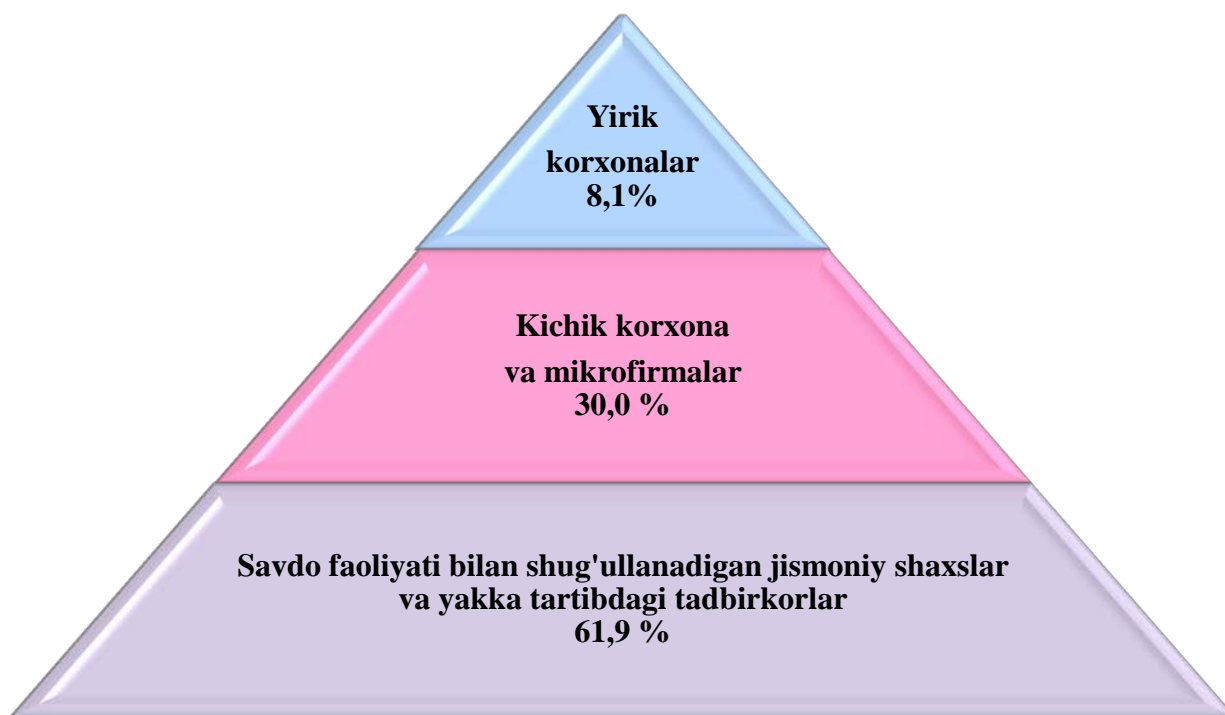 Yirik
korxonalar
8,1%
Kichik korxona
va mikrofirmalar
30,0 %
Savdo faoliyati bilan shug'ullanadigan jismoniy shaxslar
va yakka tartibdagi tadbirkorlar
61,9 %